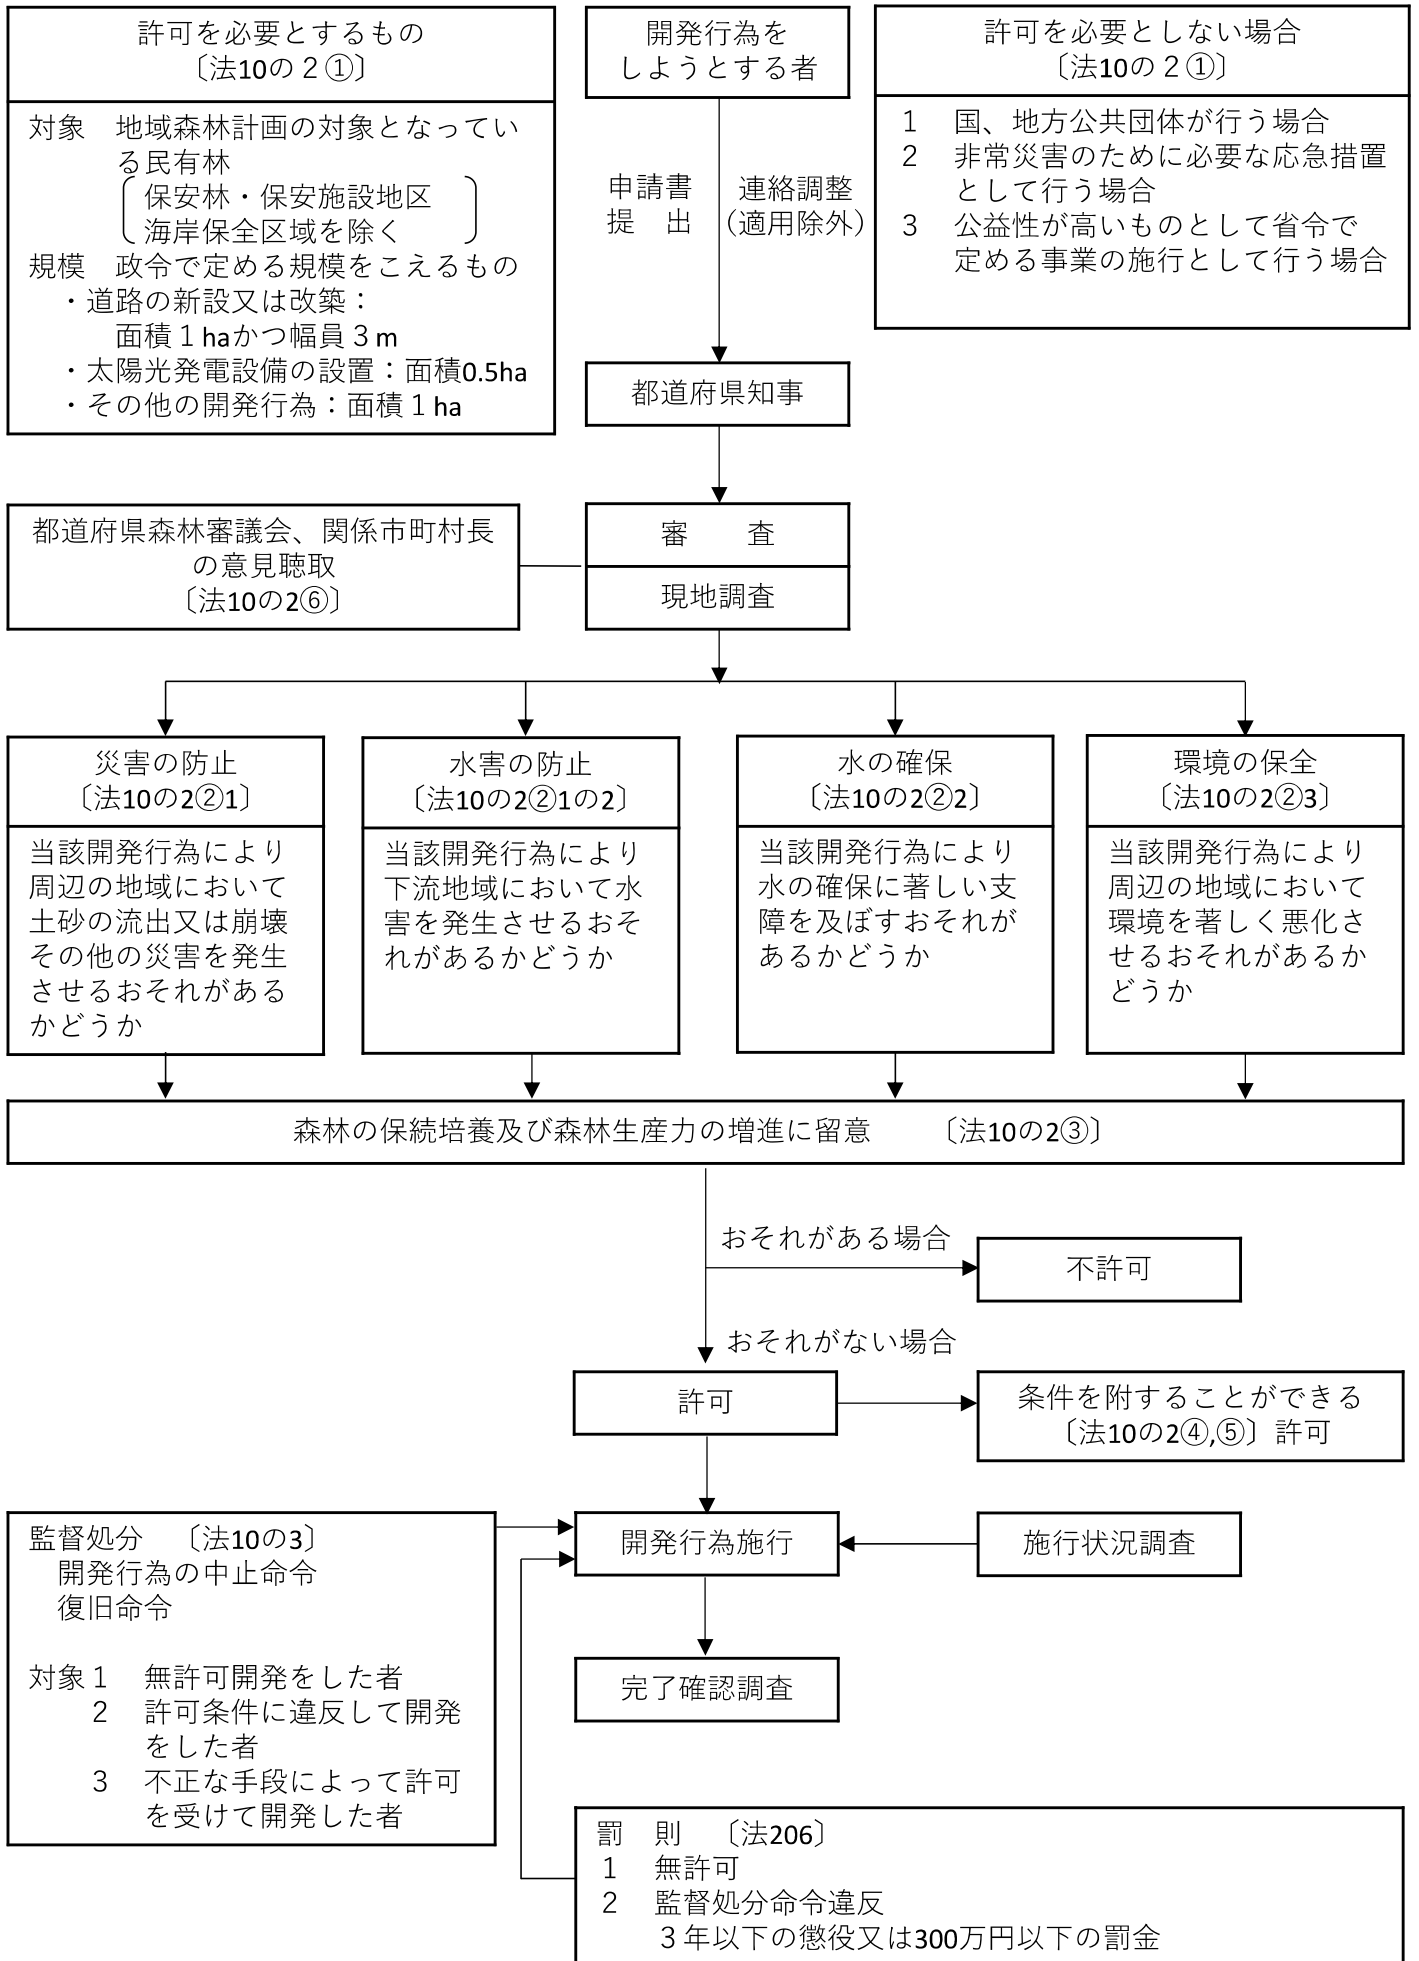 許可を必要とするもの
〔法10の２①〕
対象　地域森林計画の対象となってい
る民有林
保安林・保安施設地区
海岸保全区域を除く
規模　政令で定める規模をこえるもの
・道路の新設又は改築：
面積１haかつ幅員３m
・太陽光発電設備の設置：面積0.5ha
・その他の開発行為：面積１ha
開発行為を
しようとする者
申請書
提　出
連絡調整
（適用除外）
許可を必要としない場合
〔法10の２①〕
１　国、地方公共団体が行う場合
２　非常災害のために必要な応急措置
として行う場合
３　公益性が高いものとして省令で
定める事業の施行として行う場合
都道府県知事
都道府県森林審議会、関係市町村長
の意見聴取
〔法10の2⑥〕
審　　査
現地調査
災害の防止
〔法10の2②1〕
当該開発行為により
周辺の地域において
土砂の流出又は崩壊
その他の災害を発生
させるおそれがある
かどうか
水害の防止
〔法10の2②1の2〕
当該開発行為により
下流地域において水
害を発生させるおそ
れがあるかどうか
水の確保
〔法10の2②2〕
当該開発行為により
水の確保に著しい支
障を及ぼすおそれが
あるかどうか
環境の保全
〔法10の2②3〕
当該開発行為により
周辺の地域において
環境を著しく悪化さ
せるおそれがあるか
どうか
森林の保続培養及び森林生産力の増進に留意　　〔法10の2③〕
おそれがある場合
不許可
おそれがない場合
許可
条件を附することができる
〔法10の2④,⑤〕許可
監督処分　〔法10の3〕
開発行為の中止命令
復旧命令
対象１　無許可開発をした者
２　許可条件に違反して開発
をした者
３　不正な手段によって許可
を受けて開発した者
開発行為施行
施行状況調査
完了確認調査
罰　則　〔法206〕
１　無許可
２　監督処分命令違反
３年以下の懲役又は300万円以下の罰金